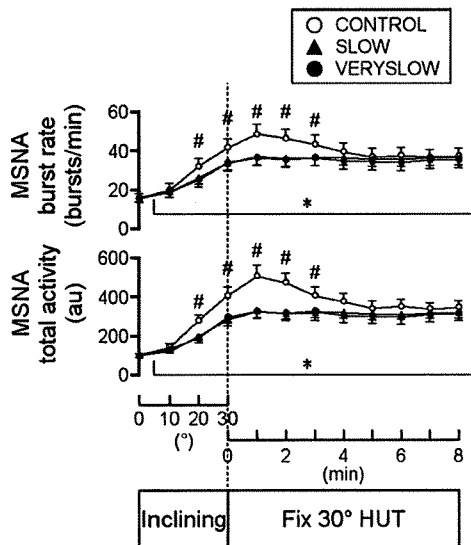 CONTROL
SLOW
VERYSLOW
MSNA
burst rate
(bursts/min)
60
40
20
0
# # # # #
*
MSNA
total activity
(au)
600
400
200
0
# # # # #
*
0 10 20 30
(°)
0 2 4 6 8
(min)
Inclining
Fix 30° HUT